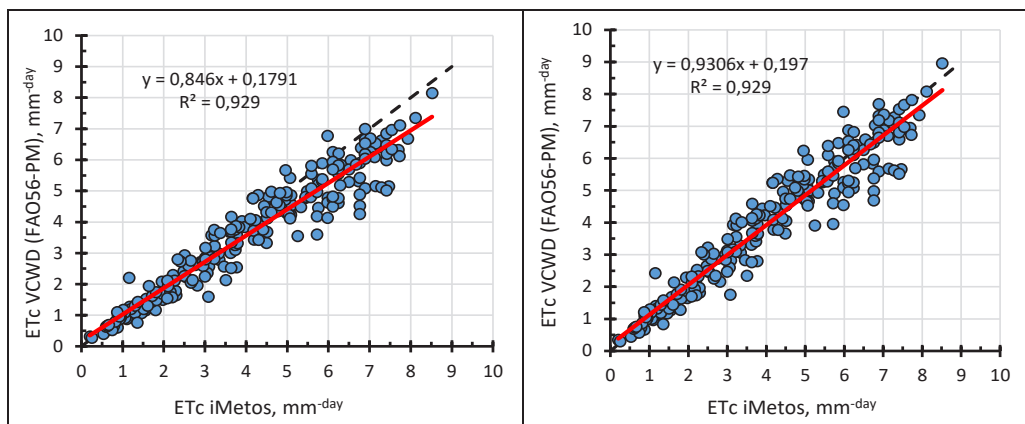 10
9
8
7
6
5
4
3
2
1
0
ETc VCWD (FAO56-PM), mm-day
y = 0,846x + 0,1791
R² = 0,929
0 1 2 3 4 5 6 7 8 9 10
ETc iMetos, mm-day
10
9
8
7
6
5
4
3
2
1
0
ETc VCWD (FAO56-PM), mm-day
y = 0,9306x + 0,197
R² = 0,929
0 1 2 3 4 5 6 7 8 9 10
ETc iMetos, mm-day